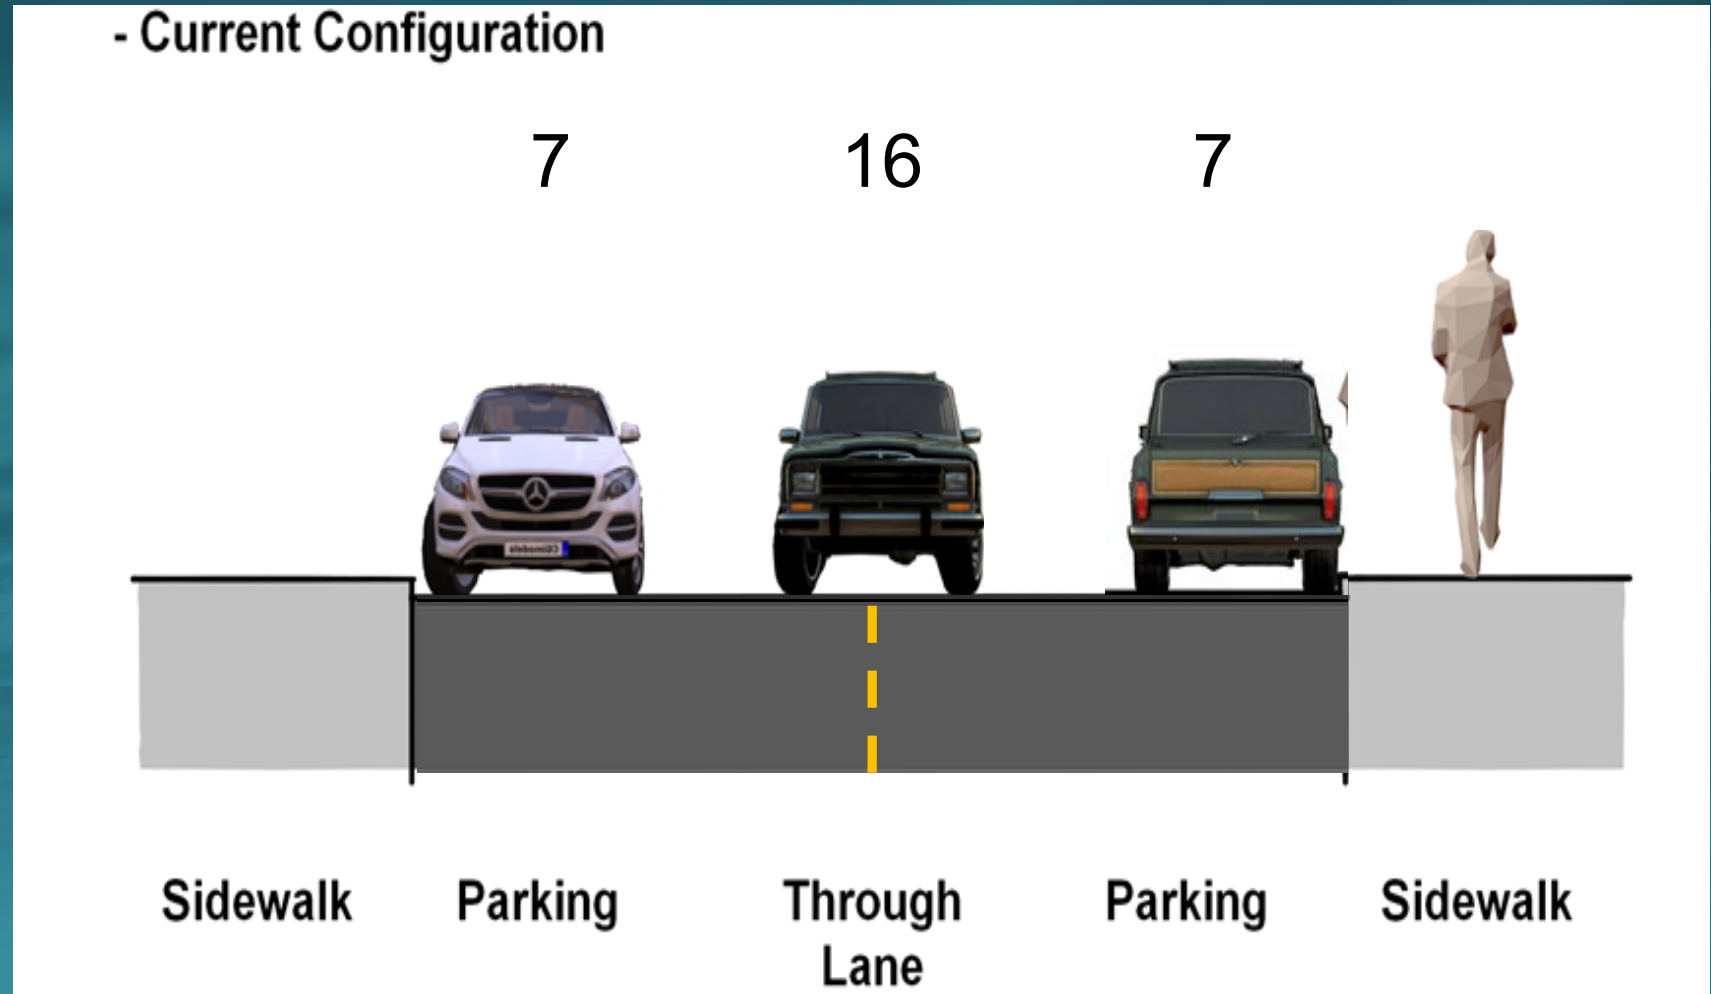 - Current Configuration
7 16 7
Sidewalk Parking Through Lane Parking Sidewalk